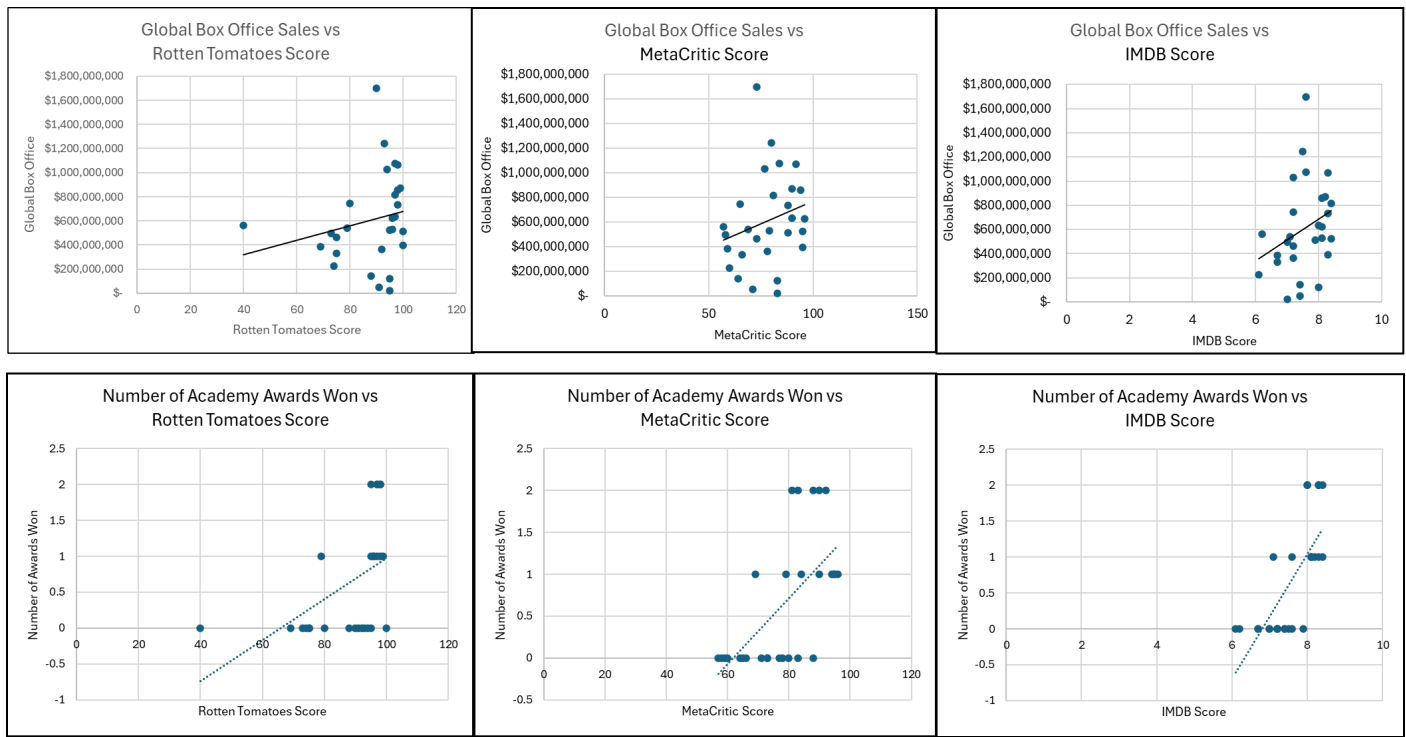 Global Box Office Sales vs
Rotten Tomatoes Score
$1,800,000,000
$1,600,000,000
$1,400,000,000
$1,200,000,000
$1,000,000,000
$800,000,000
$600,000,000
$400,000,000
$200,000,000
$-
Global Box Office
0 20 40 60 80 100 120
Rotten Tomatoes Score
Global Box Office Sales vs
MetaCritic Score
$1,800,000,000
$1,600,000,000
$1,400,000,000
$1,200,000,000
$1,000,000,000
$800,000,000
$600,000,000
$400,000,000
$200,000,000
$-
Global Box Office
0 50 100 150
MetaCritic Score
Global Box Office Sales vs
IMDB Score
$1,800,000,000
$1,600,000,000
$1,400,000,000
$1,200,000,000
$1,000,000,000
$800,000,000
$600,000,000
$400,000,000
$200,000,000
$-
Global Box Office
0 2 4 6 8 10
IMDB Score
Number of Academy Awards Won vs
Rotten Tomatoes Score
2.5
2
1.5
1
0.5
0
-0.5
-1
Number of Awards Won
0 20 40 60 80 100 120
Rotten Tomatoes Score
Number of Academy Awards Won vs
MetaCritic Score
2.5
2
1.5
1
0.5
0
-0.5
Number of Awards Won
0 20 40 60 80 100 120
MetaCritic Score
Number of Academy Awards Won vs
IMDB Score
2.5
2
1.5
1
0.5
0
-0.5
-1
Number of Awards Won
0 2 4 6 8 10
IMDB Score